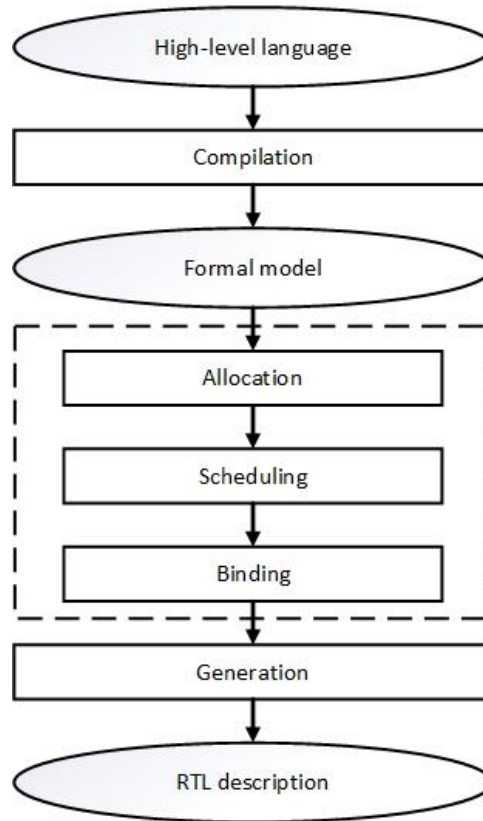 High-level language
Compilation
Formal model
Allocation
Scheduling
Binding
Generation
RTL description